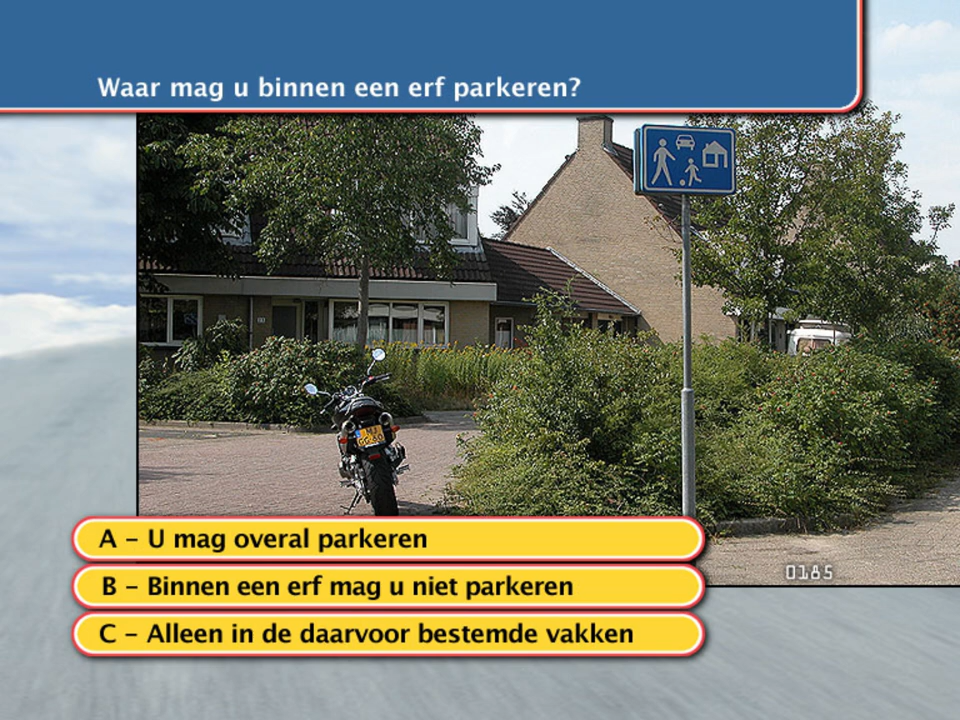 Waar mag u binnen een erf parkeren?
0185
A – U mag overal parkeren
B – Binnen een erf mag u niet parkeren
C – Alleen in de daarvoor bestemde vakken